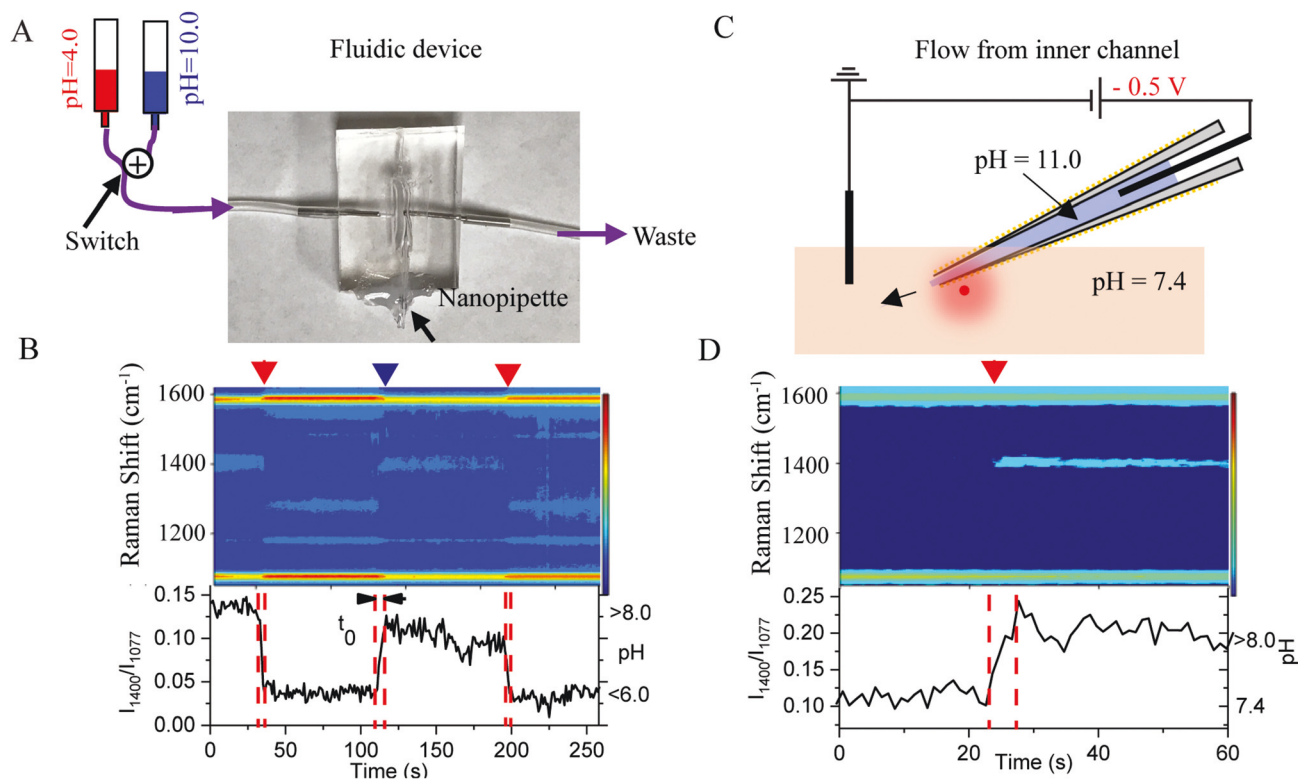 A
pH=4.0
pH=10.0
Fluidic device
Switch
Nanopipette
Waste
C
Flow from inner channel
- 0.5 V
pH = 11.0
pH = 7.4
B
Raman Shift (cm⁻¹)
1600
1400
1200
I₁₄₀₀/I₁₀₇₇
0.15
0.10
0.05
0.00
t₀
>8.0
pH
<6.0
0 50 100 150 200 250
Time (s)
D
Raman Shift (cm⁻¹)
1600
1400
1200
I₁₄₀₀/I₁₀₇₇
0.25
0.20
0.15
0.10
>8.0
pH
7.4
0 20 40 60
Time (s)